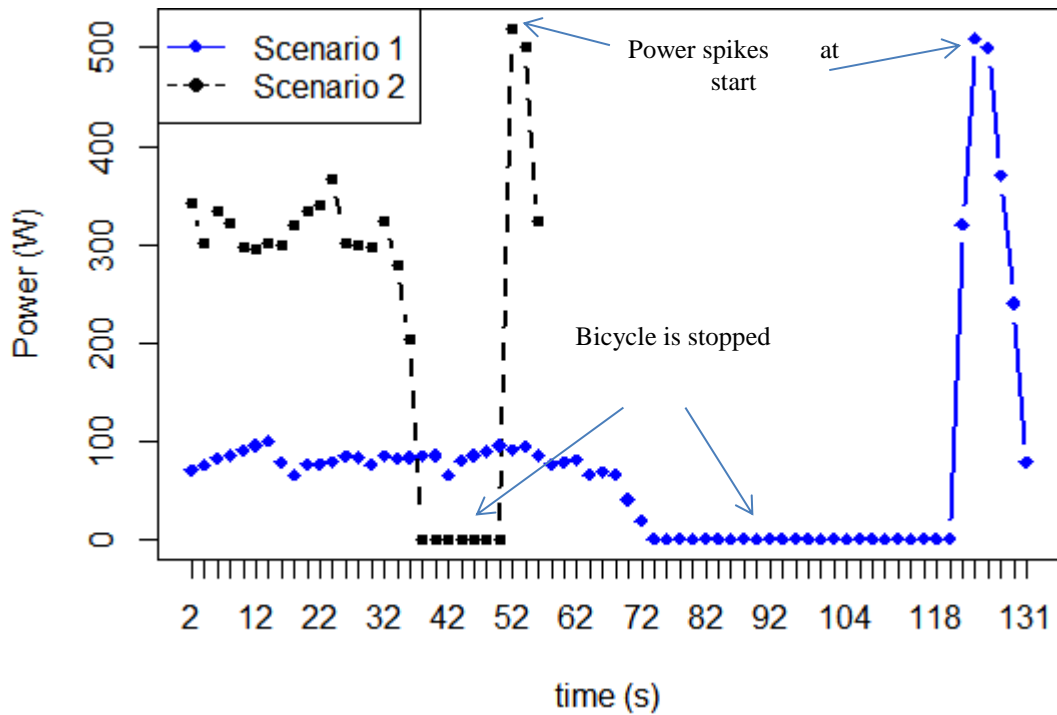 Scenario 1
Scenario 2
Power spikes at
start
Bicycle is stopped
Power (W)
500
400
300
200
100
0
2 12 22 32 42 52 62 72 82 92 104 118 131
time (s)